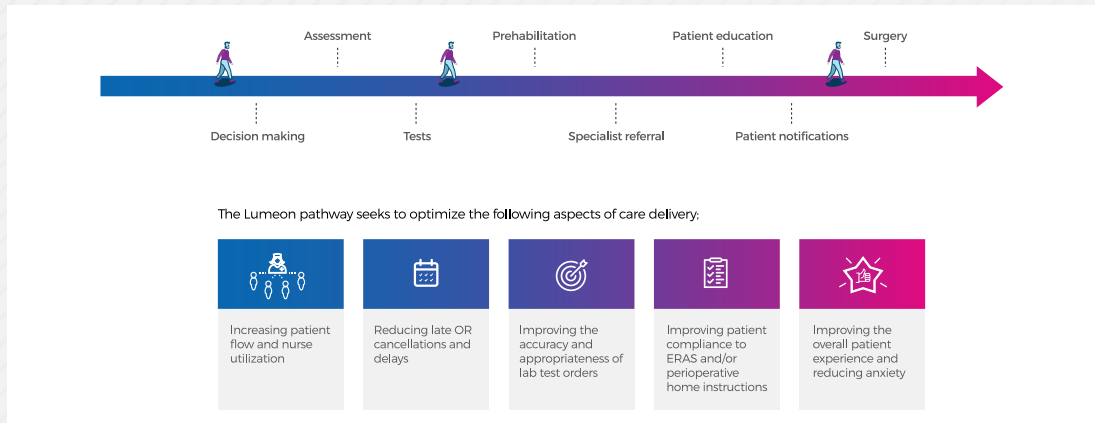 Assessment
Prehabilitation
Patient education
Surgery
Decision making
Tests
Specialist referral
Patient notifications
The Lumeon pathway seeks to optimize the following aspects of care delivery:
Increasing patient
flow and nurse
utilization
Reducing late OR
cancellations and
delays
Improving the
accuracy and
appropriateness of
lab test orders
Improving patient
compliance to
ERAS and/or
perioperative
home instructions
Improving the
overall patient
experience and
reducing anxiety